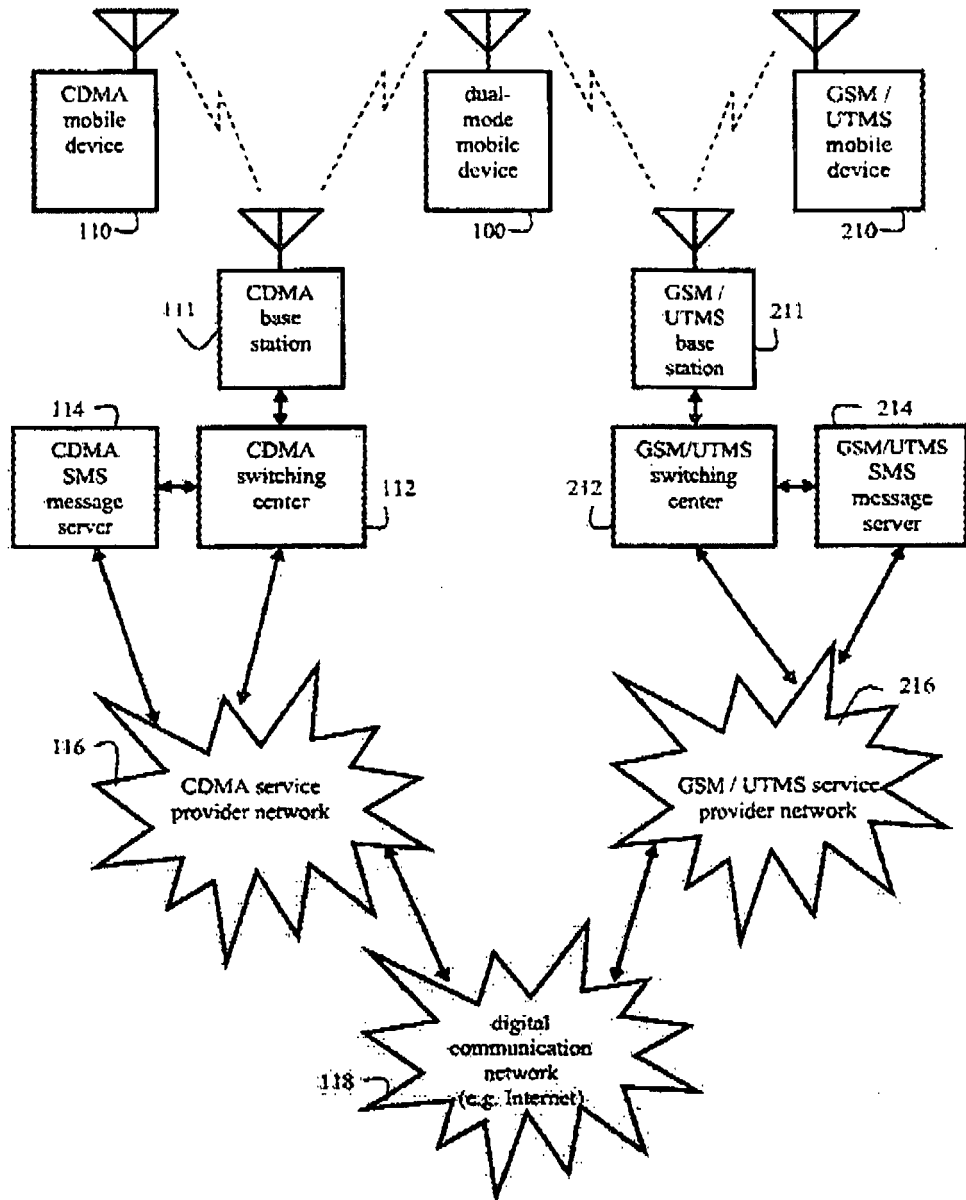 CDMA
mobile
device
110
dual-
mode
mobile
device
100
GSM /
UTMS
mobile
device
210
111
CDMA
base
station
GSM /
UTMS
base
station
211
114
CDMA
SMS
message
server
CDMA
switching
center
112
212
GSM/UTMS
switching
center
214
GSM/UTMS
SMS
message
server
116
CDMA service
provider network
216
GSM / UTMS service
provider network
118
digital
communication
network
(e.g. Internet)